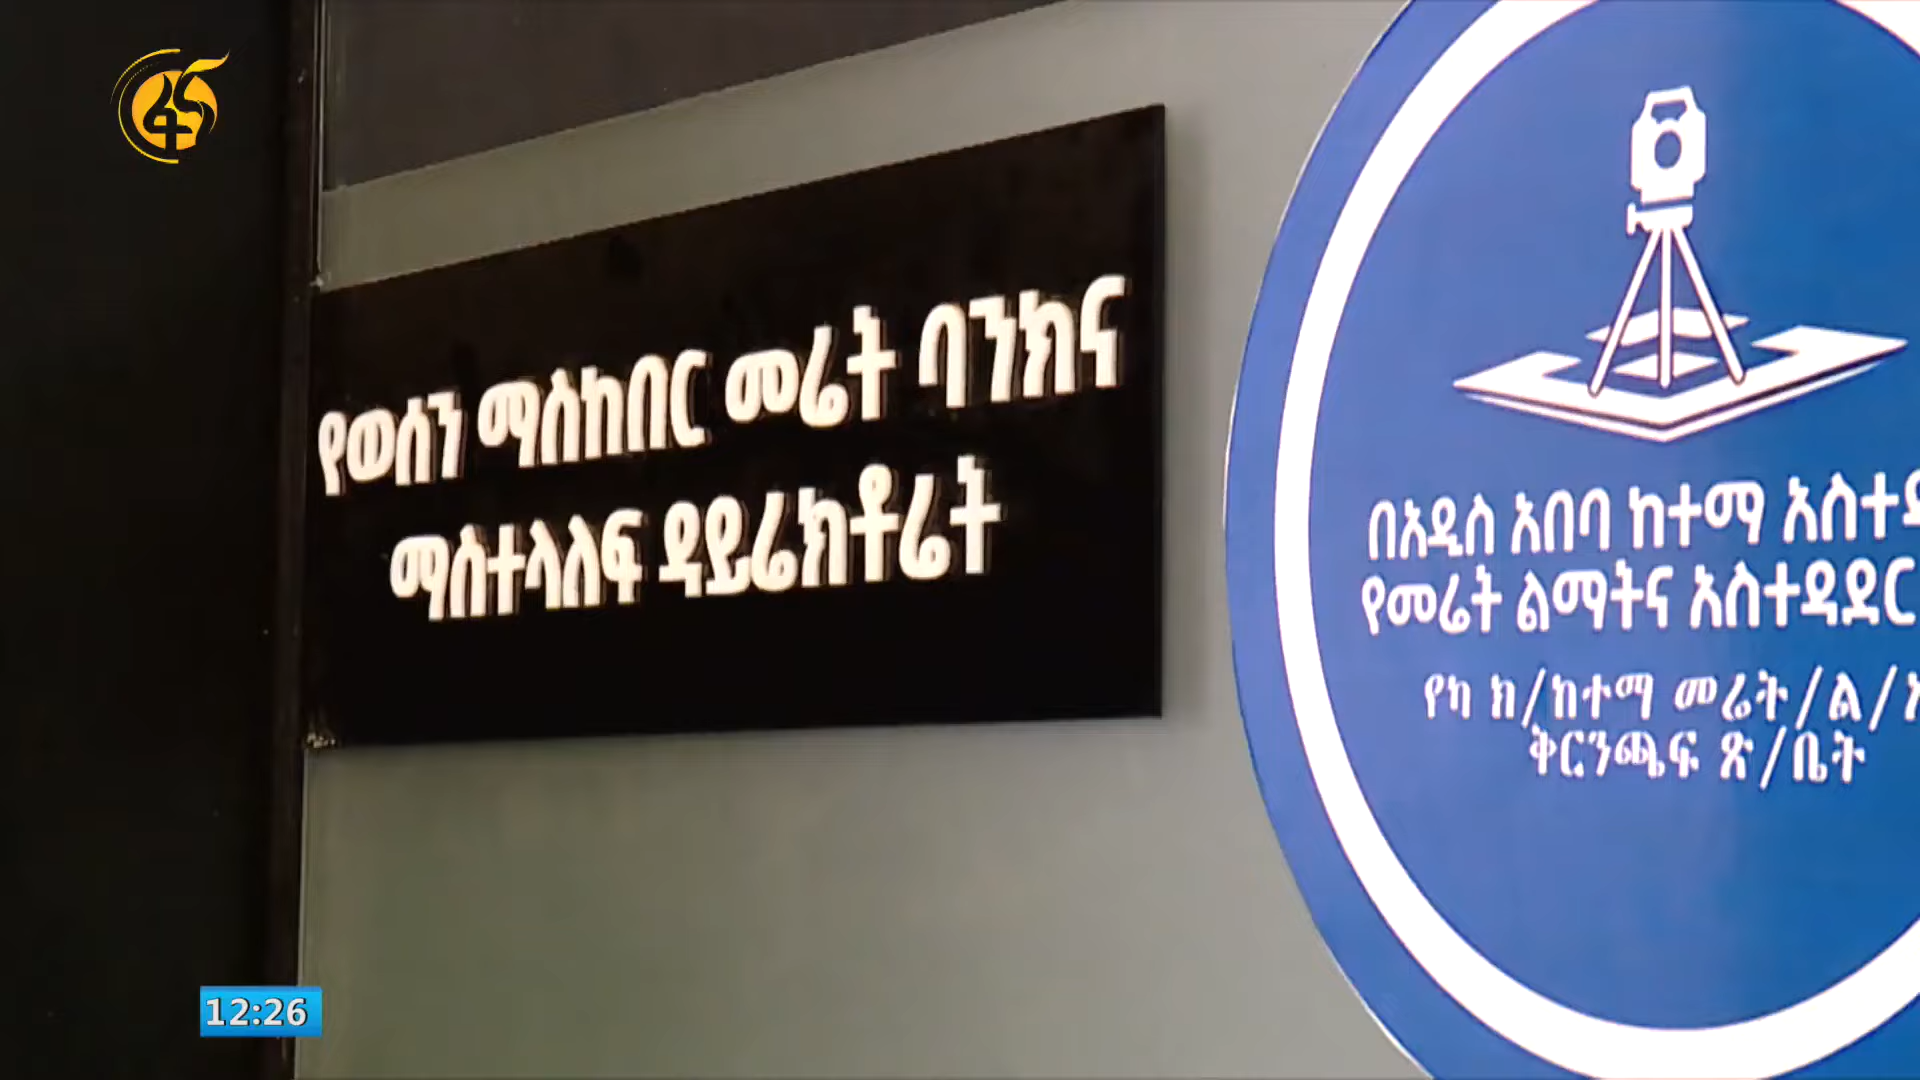 ፋና
የወሰን ማስከበር መሬት ባንክና
ማስተላለፍ ዳይሬክቶሬት
በአዲስ አበባ ከተማ
የመሬት ልማትና አስተዳደር
የካ ክ/ከተማ መሬት/ል/
ቅርንጫፍ ጽ/ቤት
12:26